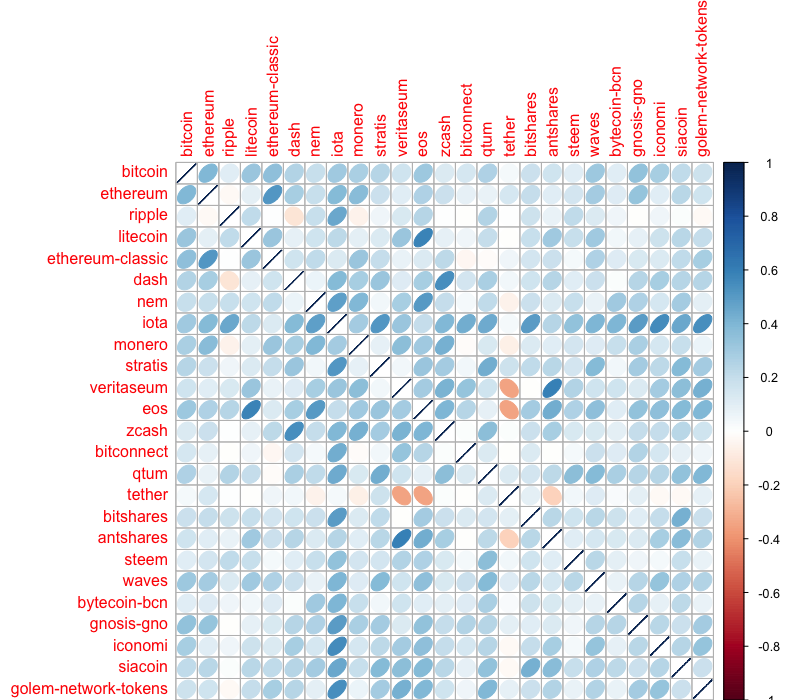 bitcoin
ethereum
ripple
litecoin
ethereum-classic
dash
nem
iota
monero
stratis
veritaseum
eos
zcash
bitconnect
qtum
tether
bitshares
antshares
steem
waves
bytecoin-bcn
gnosis-gno
iconomi
siacoin
golem-network-tokens
bitcoin
ethereum
ripple
litecoin
ethereum-classic
dash
nem
iota
monero
stratis
veritaseum
eos
zcash
bitconnect
qtum
tether
bitshares
antshares
steem
waves
bytecoin-bcn
gnosis-gno
iconomi
siacoin
golem-network-tokens
1
0.8
0.6
0.4
0.2
0
-0.2
-0.4
-0.6
-0.8